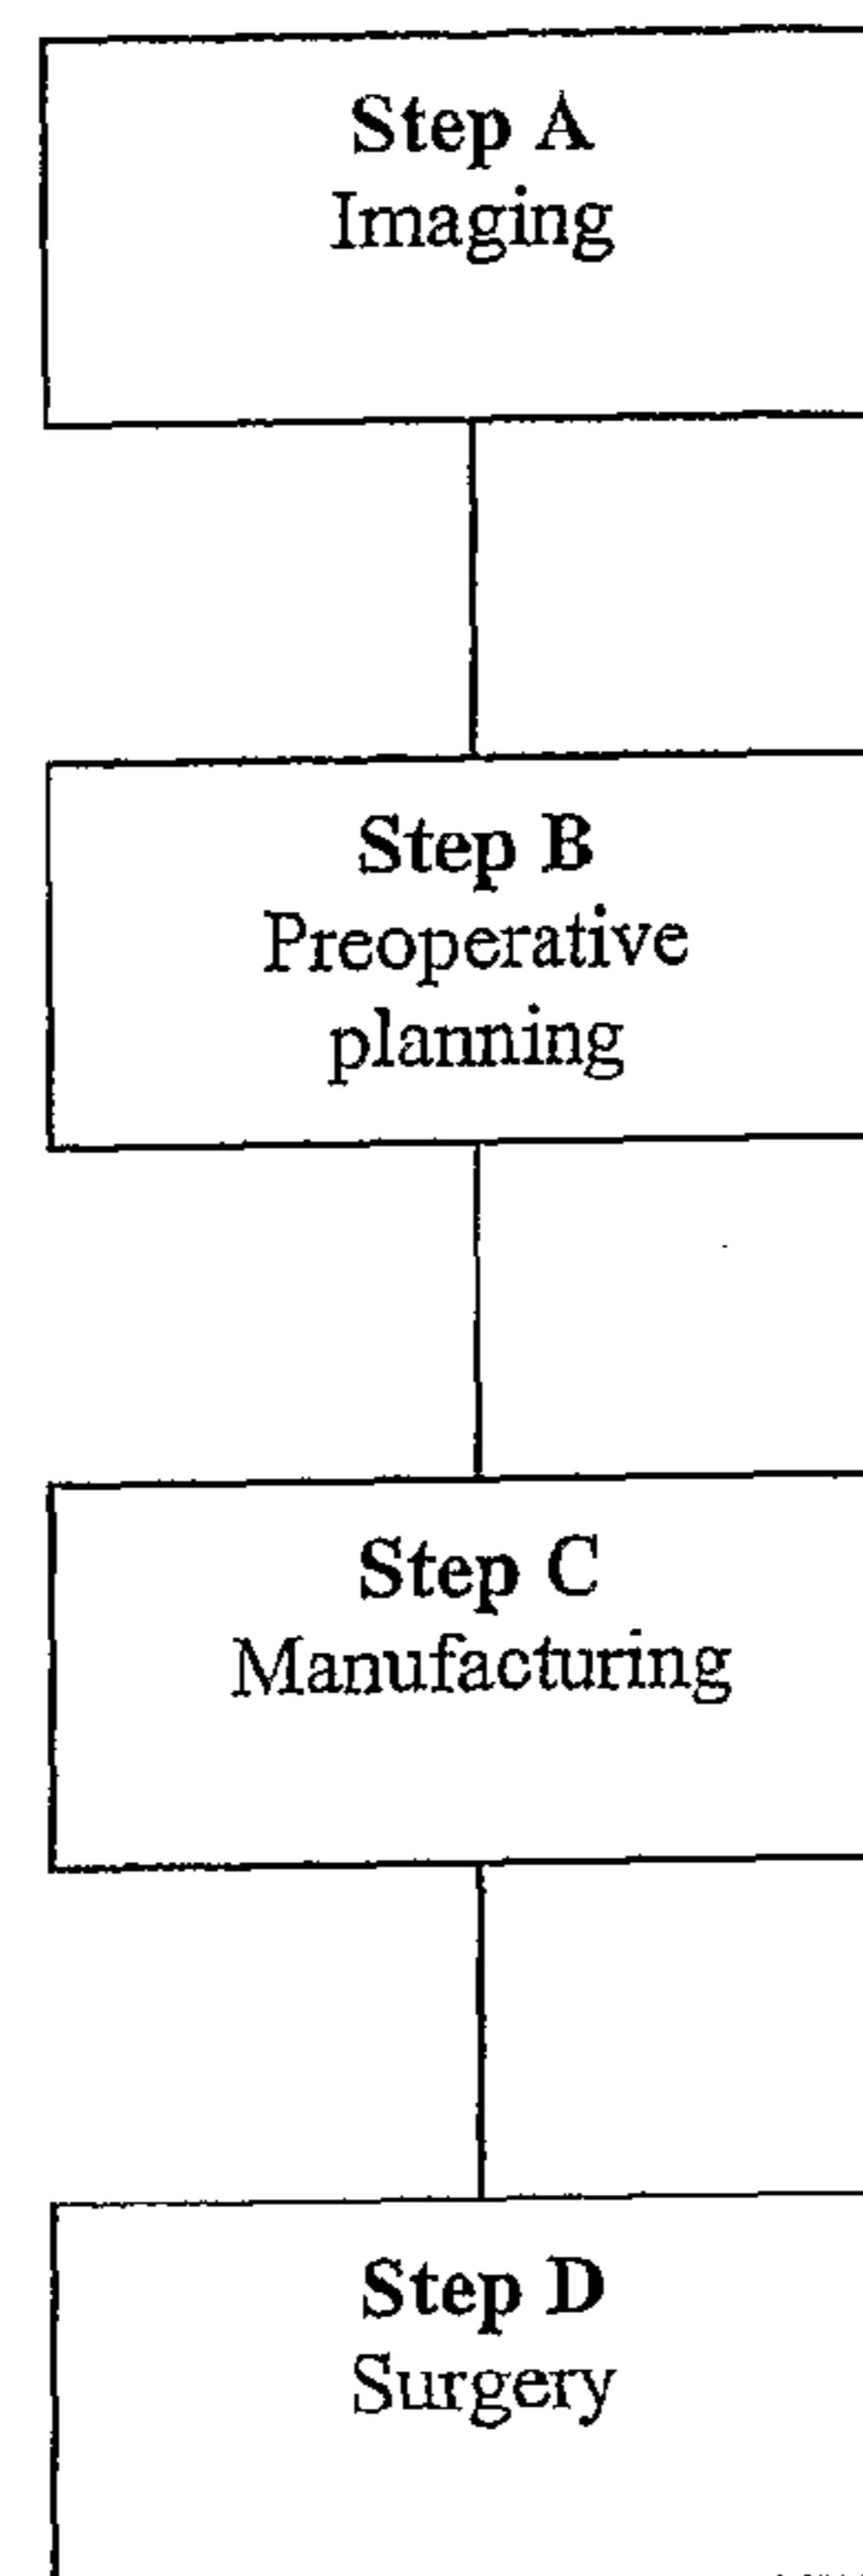 Step A
Imaging
Step B
Preoperative
planning
Step C
Manufacturing
Step D
Surgery